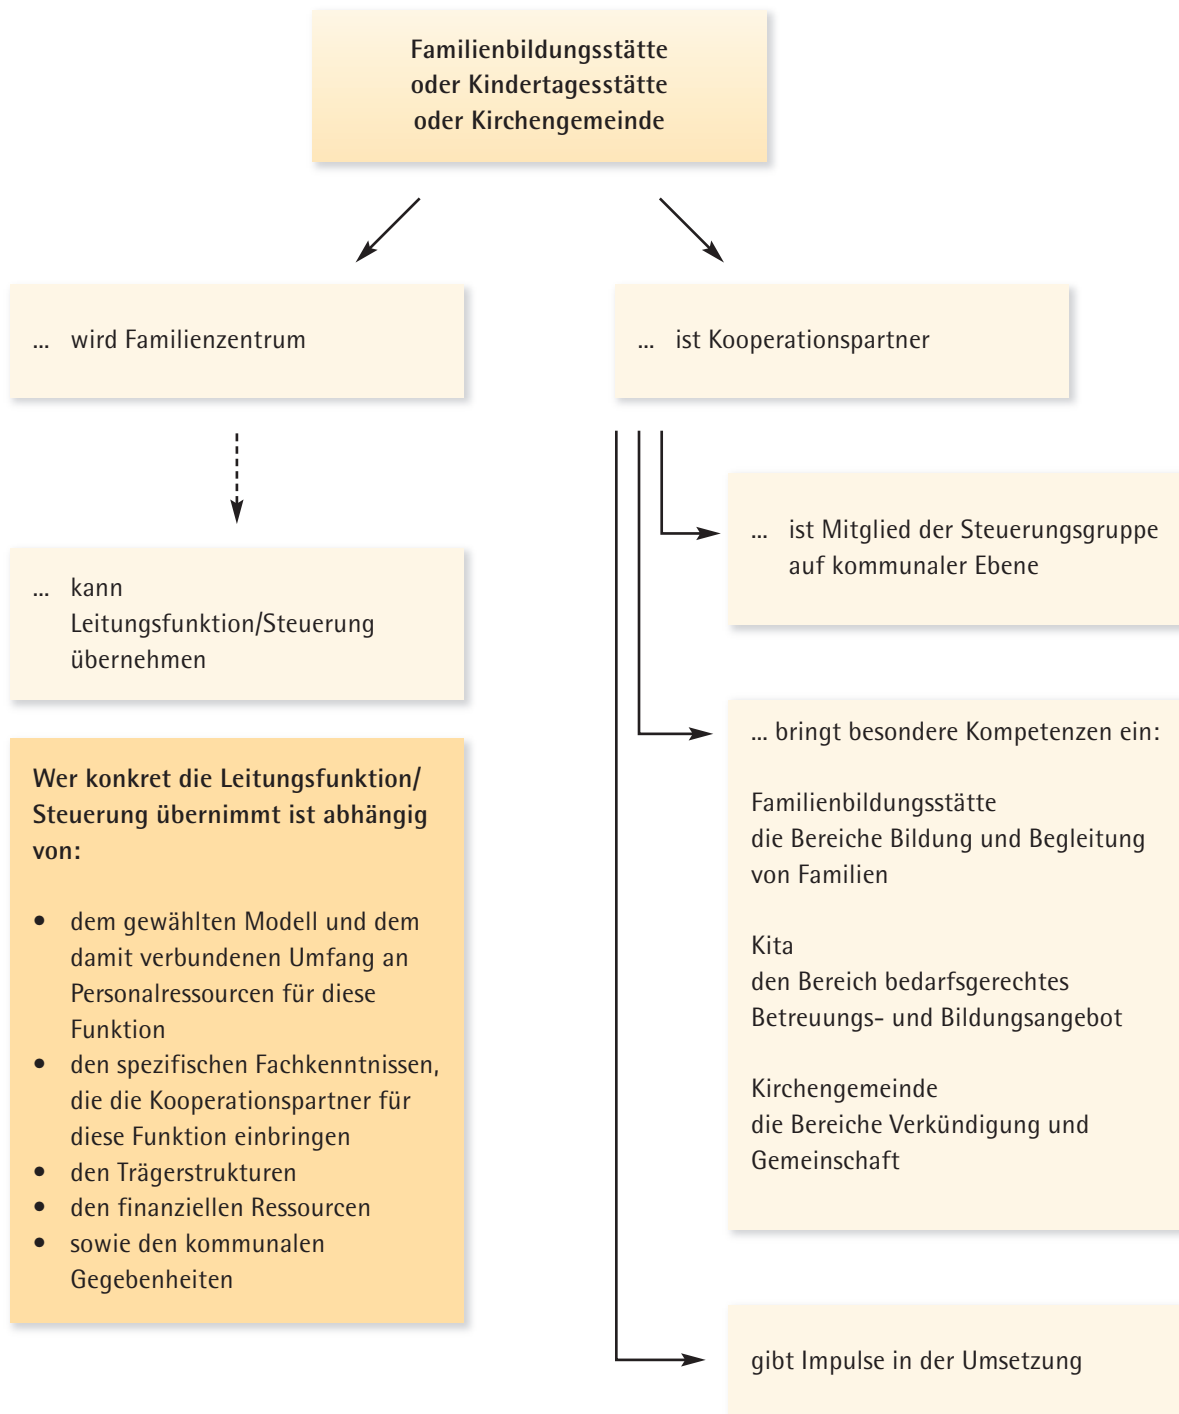 Familienbildungsstätte
oder Kindertagesstätte
oder Kirchengemeinde
... wird Familienzentrum
... kann
Leitungsfunktion/Steuerung
übernehmen
Wer konkret die Leitungsfunktion/
Steuerung übernimmt ist abhängig
von:
• dem gewählten Modell und dem
damit verbundenen Umfang an
Personalressourcen für diese
Funktion
• den spezifischen Fachkenntnissen,
die die Kooperationspartner für
diese Funktion einbringen
• den Trägerstrukturen
• den finanziellen Ressourcen
• sowie den kommunalen
Gegebenheiten
... ist Kooperationspartner
... ist Mitglied der Steuerungsgruppe
auf kommunaler Ebene
... bringt besondere Kompetenzen ein:
Familienbildungsstätte
die Bereiche Bildung und Begleitung
von Familien
Kita
den Bereich bedarfsgerechtes
Betreuungs- und Bildungsangebot
Kirchengemeinde
die Bereiche Verkündigung und
Gemeinschaft
gibt Impulse in der Umsetzung